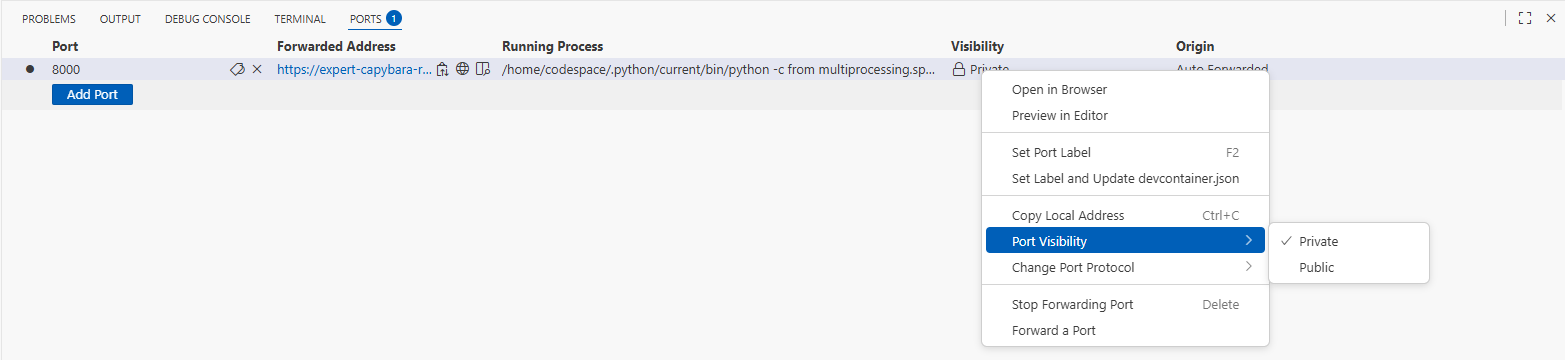 PROBLEMS OUTPUT DEBUG CONSOLE TERMINAL PORTS 1
Port Forwarded Address Running Process Visibility Origin
8000 https://expert-capybara-r... /home/codespace/.python/current/bin/python -c from multiprocessing.sp... Private Auto Forwarded
Add Port
Open in Browser
Preview in Editor
Set Port Label F2
Set Label and Update devcontainer.json
Copy Local Address Ctrl+C
Port Visibility
Private
Change Port Protocol
Public
Stop Forwarding Port Delete
Forward a Port